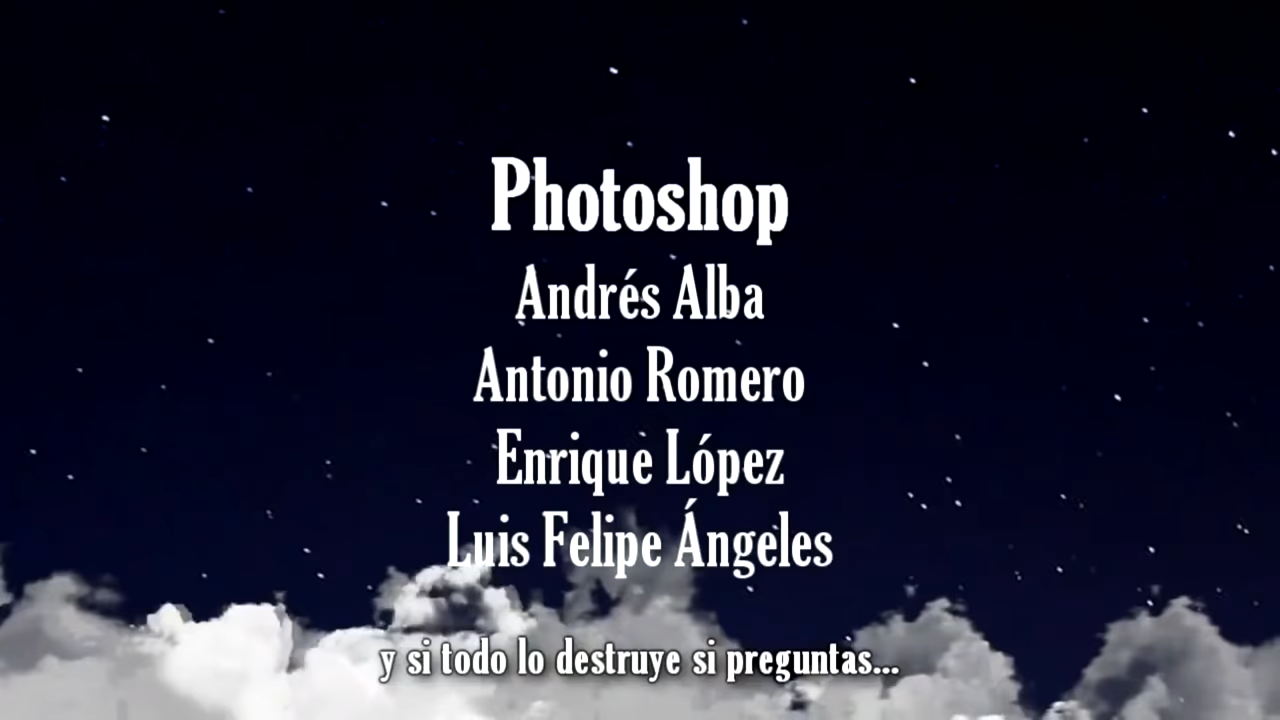 Photoshop
Andrés Alba
Antonio Romero
Enrique López
Luis Felipe Ángeles
y si todo lo destruye si preguntas...